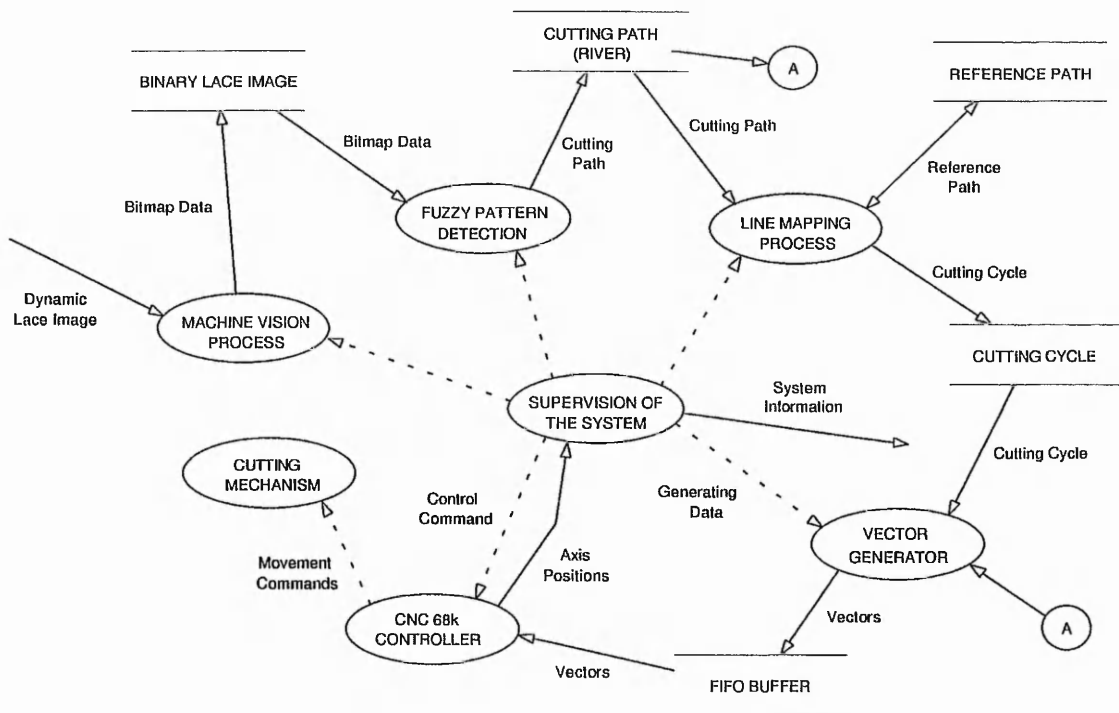 CUTTING PATH
(RIVER)
A
BINARY LACE IMAGE
REFERENCE PATH
Bitmap Data
Cutting
Path
Cutting Path
Reference
Path
Bitmap Data
FUZZY PATTERN
DETECTION
LINE MAPPING
PROCESS
Cutting Cycle
Dynamic
Lace Image
MACHINE VISION
PROCESS
CUTTING CYCLE
SUPERVISION OF
THE SYSTEM
System
Information
CUTTING
MECHANISM
Control
Command
Generating
Data
Cutting Cycle
VECTOR
GENERATOR
Movement
Commands
Axis
Positions
CNC 68k
CONTROLLER
Vectors
A
Vectors
FIFO BUFFER